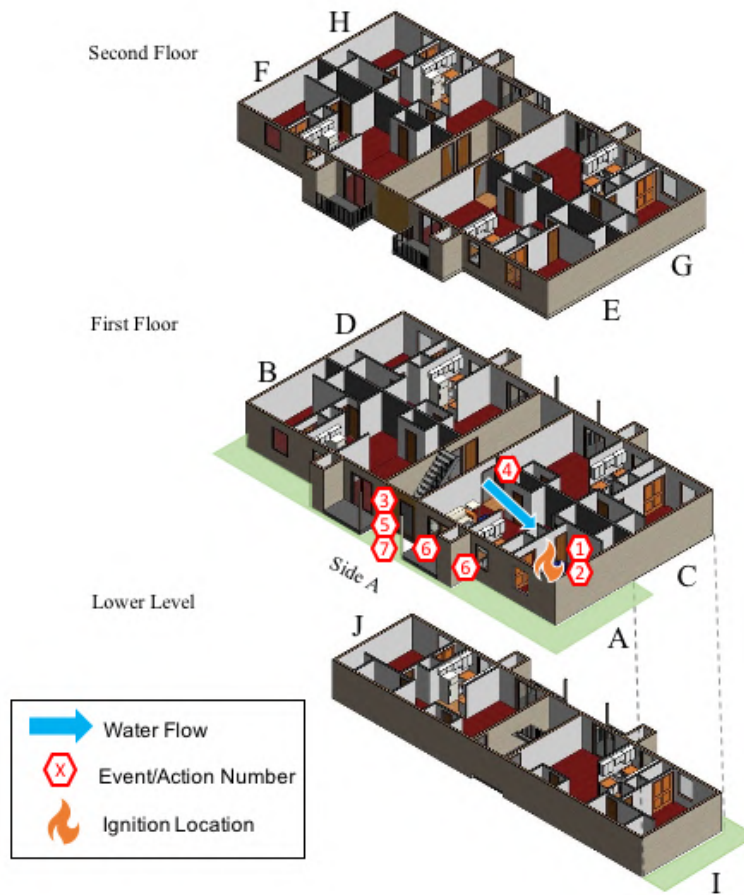 H
Second Floor
F
G
E
First Floor
D
B
4
3
5
7
6
6
1
2
Side A
C
Lower Level
A
J
Water Flow
X
Event/Action Number
Ignition Location
I